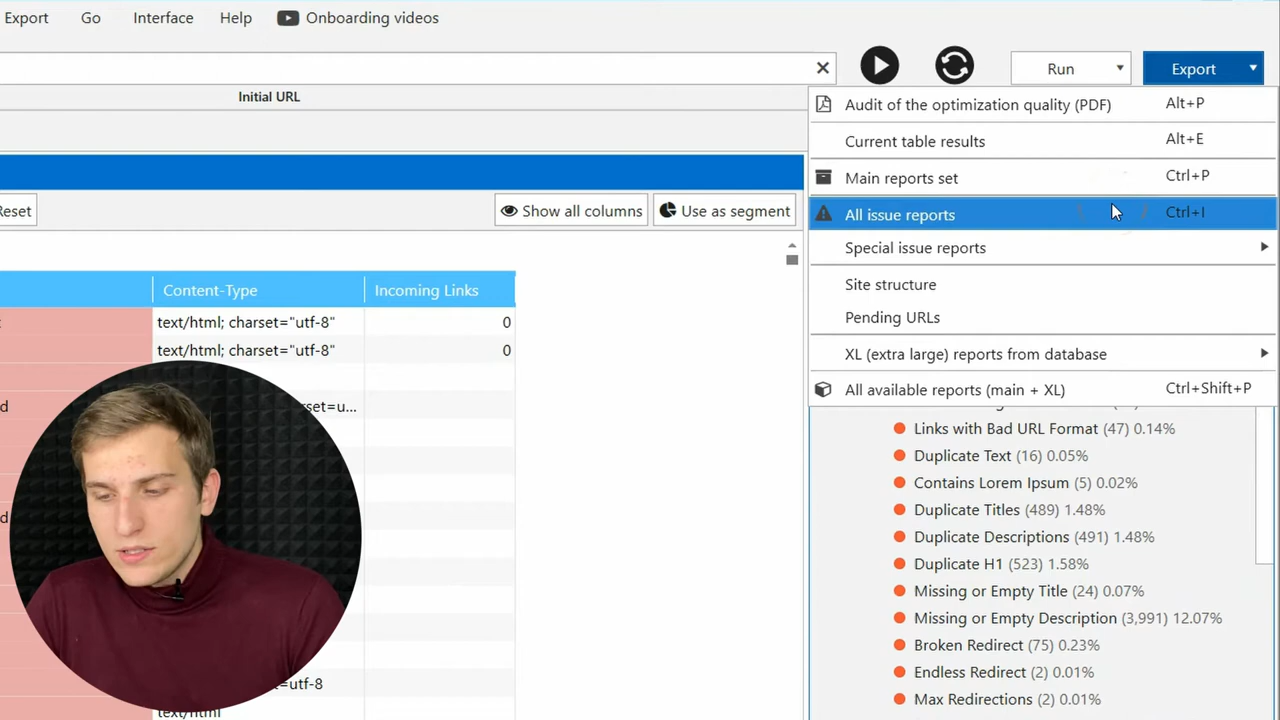 Export Go Interface Help Onboarding videos
Run Export
Initial URL
Audit of the optimization quality (PDF) Alt+P
Current table results Alt+E
Main reports set Ctrl+P
All issue reports Ctrl+I
Special issue reports
Site structure
Pending URLs
XL (extra large) reports from database
All available reports (main + XL) Ctrl+Shift+P
Reset Show all columns Use as segment
Content-Type Incoming Links
text/html; charset="utf-8" 0
text/html; charset="utf-8" 0
d rset=u...
d
=utf-8
text/html
Links with Bad URL Format (47) 0.14%
Duplicate Text (16) 0.05%
Contains Lorem Ipsum (5) 0.02%
Duplicate Titles (489) 1.48%
Duplicate Descriptions (491) 1.48%
Duplicate H1 (523) 1.58%
Missing or Empty Title (24) 0.07%
Missing or Empty Description (3,991) 12.07%
Broken Redirect (75) 0.23%
Endless Redirect (2) 0.01%
Max Redirections (2) 0.01%